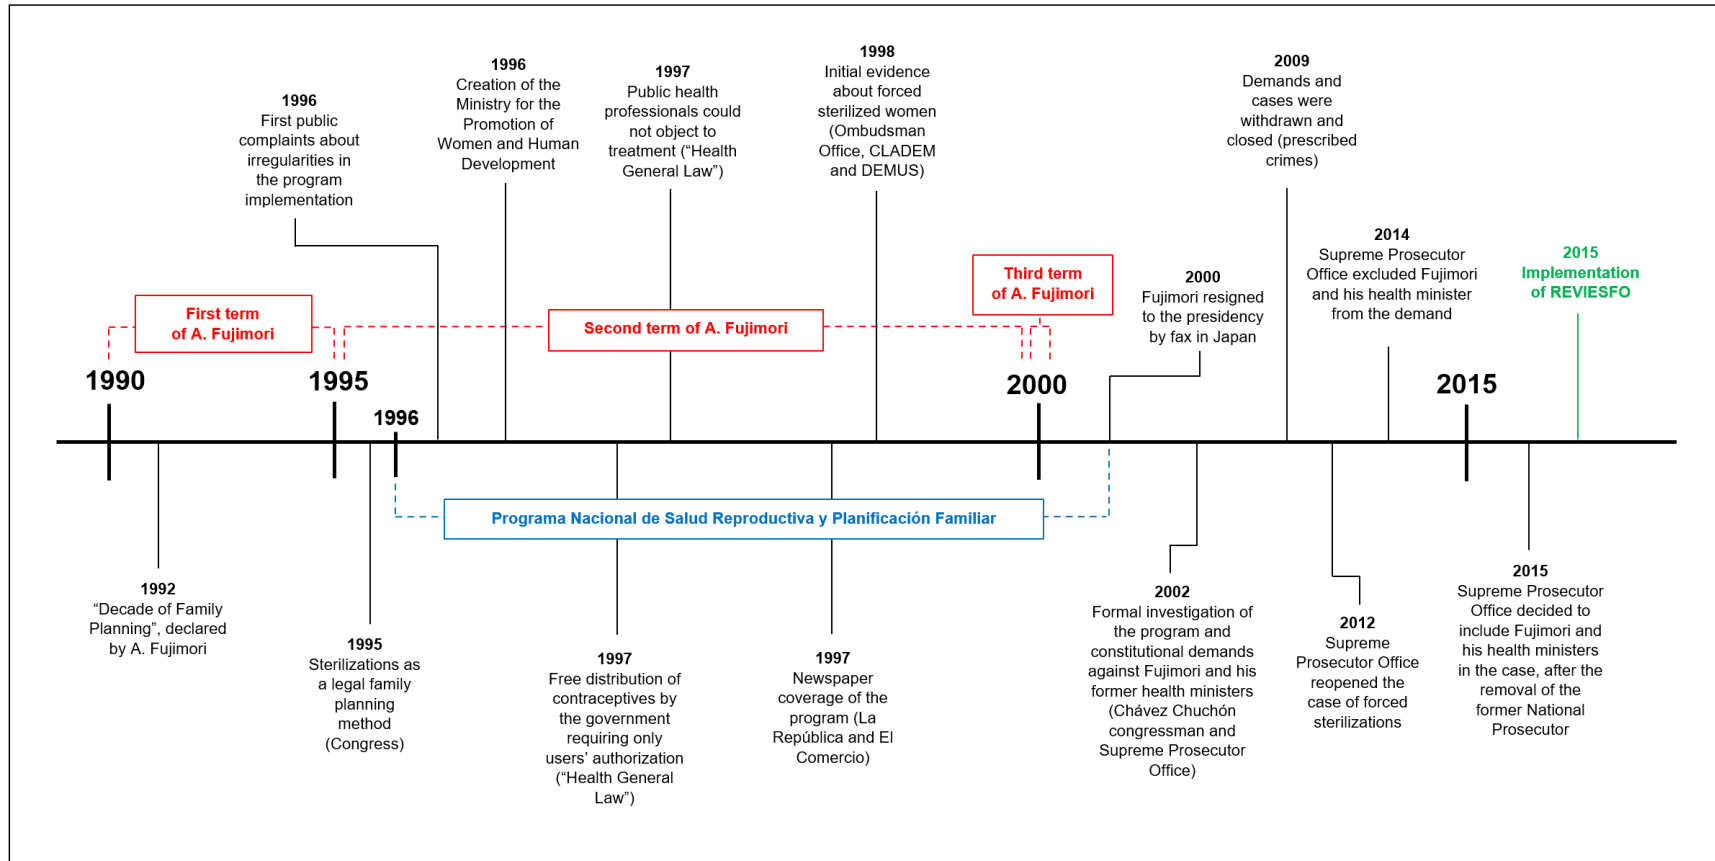 1998
Initial evidence
about forced
sterilized women
(Ombudsman
Office, CLADEM
and DEMUS)
1996
Creation of the
Ministry for the
Promotion of
Women and Human
Development
1997
Public health
professionals could
not object to
treatment (“Health
General Law”)
2009
Demands and
cases were
withdrawn and
closed (prescribed
crimes)
1996
First public
complaints about
irregularities in
the program
implementation
2014
Supreme Prosecutor
Office excluded Fujimori
and his health minister
from the demand
2015
Implementation
of REVIESFO
Third term
of A. Fujimori
2000
Fujimori resigned
to the presidency
by fax in Japan
First term
of A. Fujimori
Second term of A. Fujimori
1990
1995
1996
2000
2015
Programa Nacional de Salud Reproductiva y Planificación Familiar
1992
“Decade of Family
Planning”, declared
by A. Fujimori
1995
Sterilizations as
a legal family
planning
method
(Congress)
1997
Free distribution of
contraceptives by
the government
requiring only
users’ authorization
(“Health General
Law”)
1997
Newspaper
coverage of the
program (La
República and El
Comercio)
2002
Formal investigation of
the program and
constitutional demands
against Fujimori and his
former health ministers
(Chávez Chuchón
congressman and
Supreme Prosecutor
Office)
2012
Supreme
Prosecutor Office
reopened the
case of forced
sterilizations
2015
Supreme Prosecutor
Office decided to
include Fujimori and
his health ministers
in the case, after the
removal of the
former National
Prosecutor